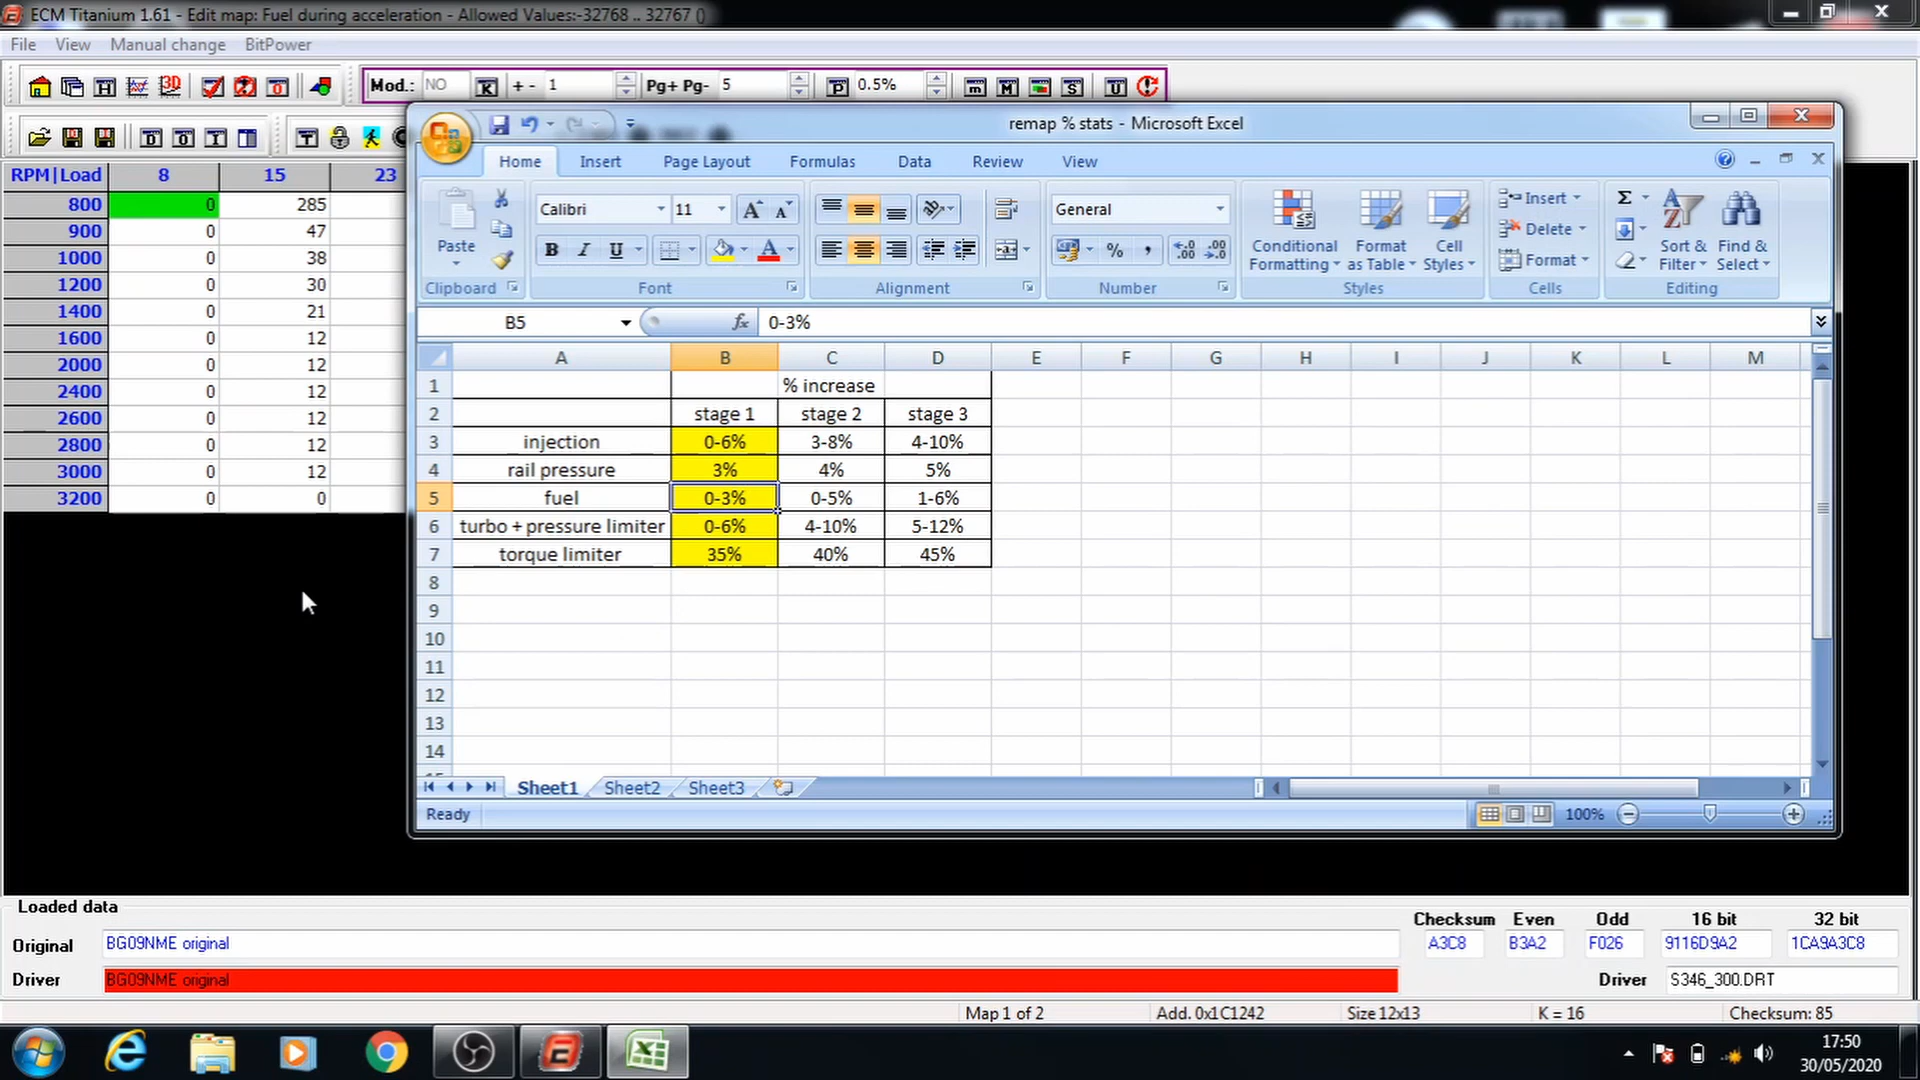 ECM Titanium 1.61 - Edit map: Fuel during acceleration - Allowed Values:-32768 .. 32767 ()
File View Manual change BitPower
Mod.: NO K + - 1 Pg+ Pg- 5 P 0.5% m M S U
H 3D O
D O I T
RPM|Load 8 15 23
800 0 285
900 0 47
1000 0 38
1200 0 30
1400 0 21
1600 0 12
2000 0 12
2400 0 12
2600 0 12
2800 0 12
3000 0 12
3200 0 0
remap % stats - Microsoft Excel
Home Insert Page Layout Formulas Data Review View
Paste
Clipboard
Calibri 11 A A
B I U A
Font
Alignment
General
% ,
Number
Conditional Formatting
Format as Table
Cell Styles
Styles
Insert
Delete
Format
Cells
Σ
Sort & Filter
Find & Select
Editing
B5 fx 0-3%
A B C D E F G H I J K L M
1 % increase
2 stage 1 stage 2 stage 3
3 injection 0-6% 3-8% 4-10%
4 rail pressure 3% 4% 5%
5 fuel 0-3% 0-5% 1-6%
6 turbo + pressure limiter 0-6% 4-10% 5-12%
7 torque limiter 35% 40% 45%
8
9
10
11
12
13
14
Sheet1 Sheet2 Sheet3
Ready 100%
Loaded data
Checksum Even Odd 16 bit 32 bit
Original BG09NME original A3C8 B3A2 F026 9116D9A2 1CA9A3C8
Driver BG09NME original Driver S346_300.DRT
Map 1 of 2 Add. 0x1C1242 Size 12x13 K = 16 Checksum: 85
17:50
30/05/2020